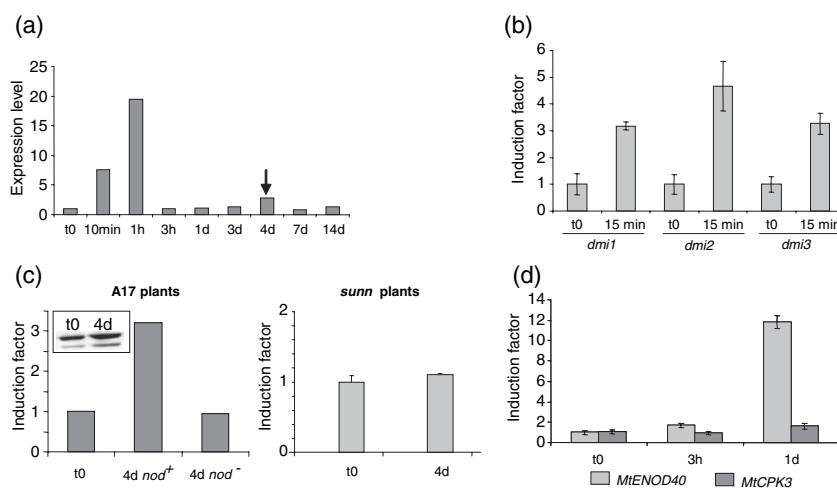 (a)
Expression level
25
20
15
10
5
0
t0 10min 1h 3h 1d 3d 4d 7d 14d
(b)
Induction factor
6
5
4
3
2
1
0
t0 15 min t0 15 min t0 15 min
dmi1 dmi2 dmi3
(c)
A17 plants
Induction factor
3
2
1
0
t0 4d
t0 4d nod+ 4d nod -
sunn plants
Induction factor
2
1
0
t0 4d
(d)
Induction factor
14
12
10
8
6
4
2
0
t0 3h 1d
MtENOD40 MtCPK3